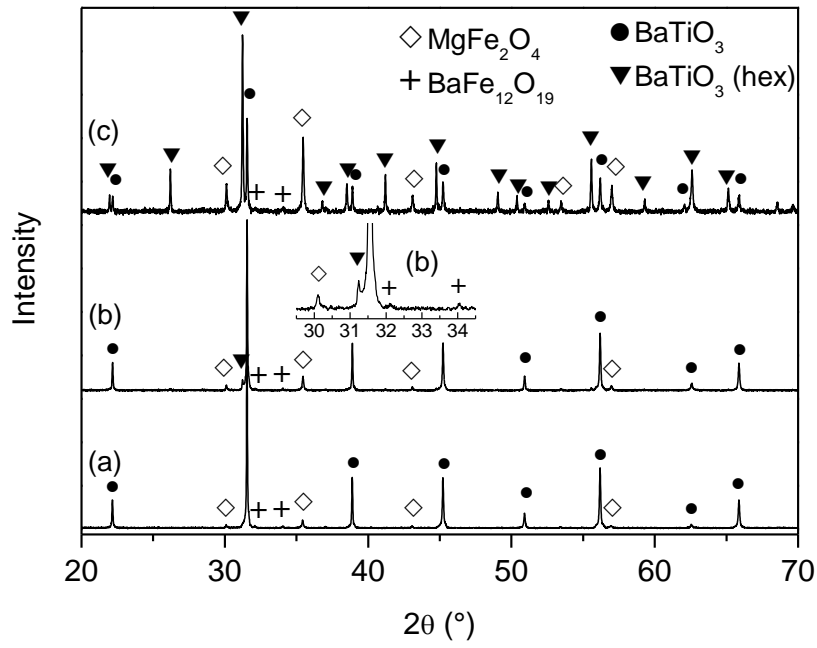 ◇ MgFe₂O₄
● BaTiO₃
+ BaFe₁₂O₁₉
▼ BaTiO₃ (hex)
(c)
(b)
30 31 32 33 34
(b)
(a)
20 30 40 50 60 70
2θ (°)
Intensity